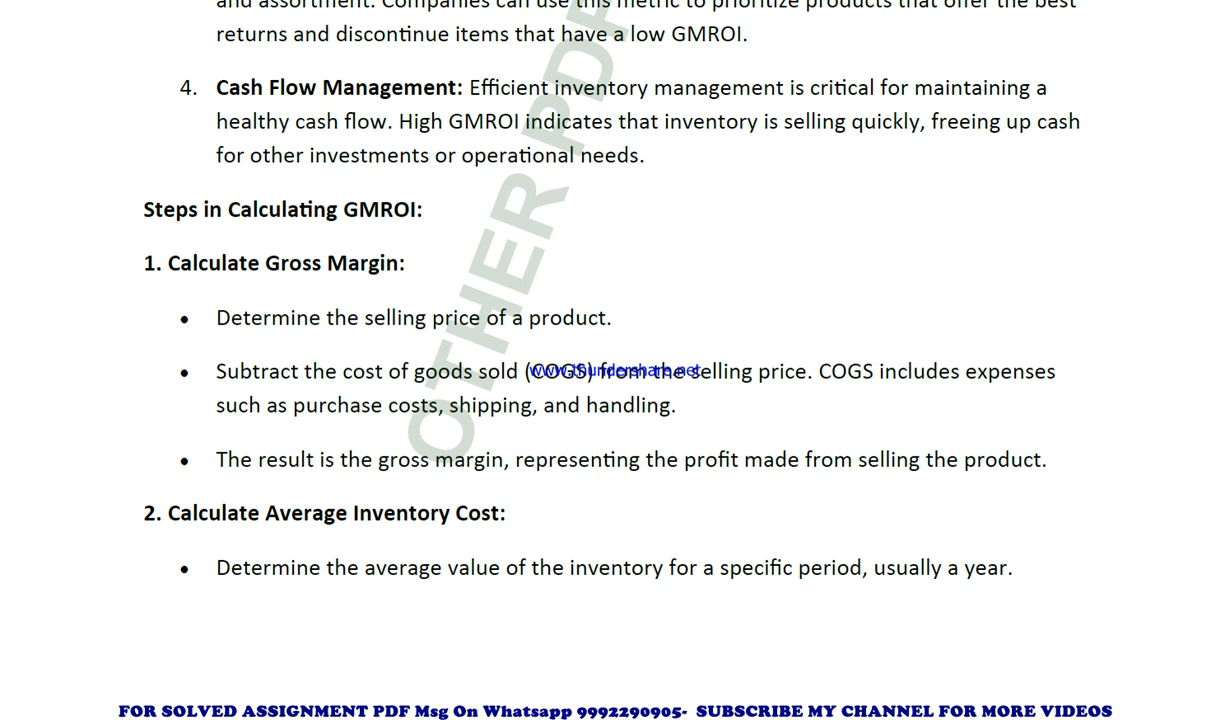 and assortment. Companies can use this metric to prioritize products that offer the best
returns and discontinue items that have a low GMROI.
4. Cash Flow Management: Efficient inventory management is critical for maintaining a
healthy cash flow. High GMROI indicates that inventory is selling quickly, freeing up cash
for other investments or operational needs.
Steps in Calculating GMROI:
1. Calculate Gross Margin:
• Determine the selling price of a product.
• Subtract the cost of goods sold (COGS) from the selling price. COGS includes expenses
www.thundershare.net
such as purchase costs, shipping, and handling.
• The result is the gross margin, representing the profit made from selling the product.
2. Calculate Average Inventory Cost:
• Determine the average value of the inventory for a specific period, usually a year.
OTHER PDF
FOR SOLVED ASSIGNMENT PDF Msg On Whatsapp 9992290905- SUBSCRIBE MY CHANNEL FOR MORE VIDEOS